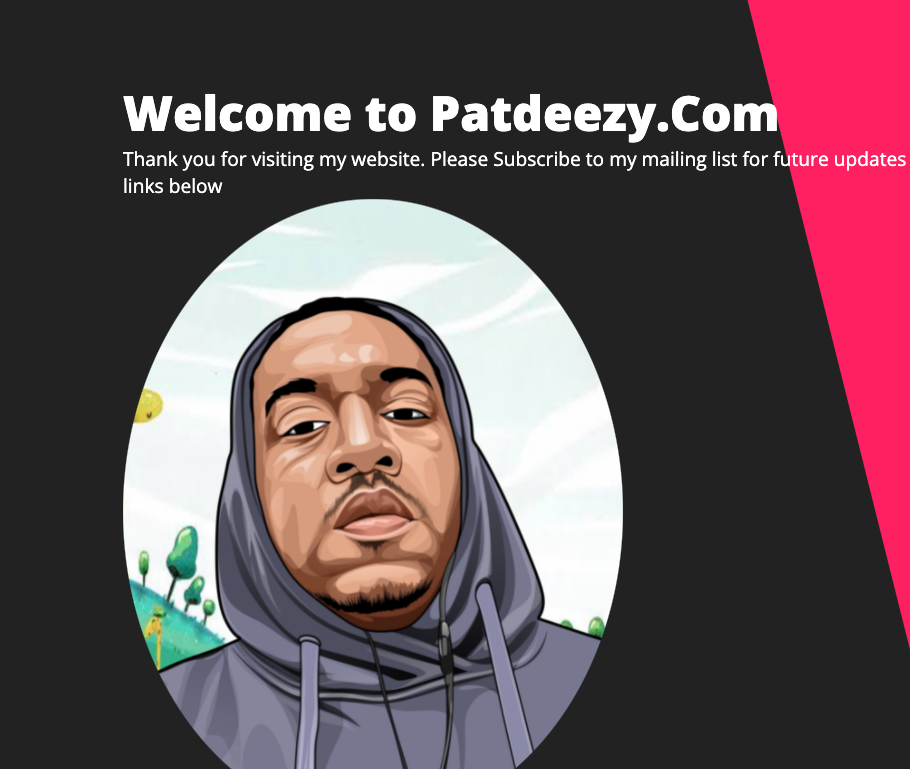 Welcome to Patdeezy.Com
Thank you for visiting my website. Please Subscribe to my mailing list for future updates
links below